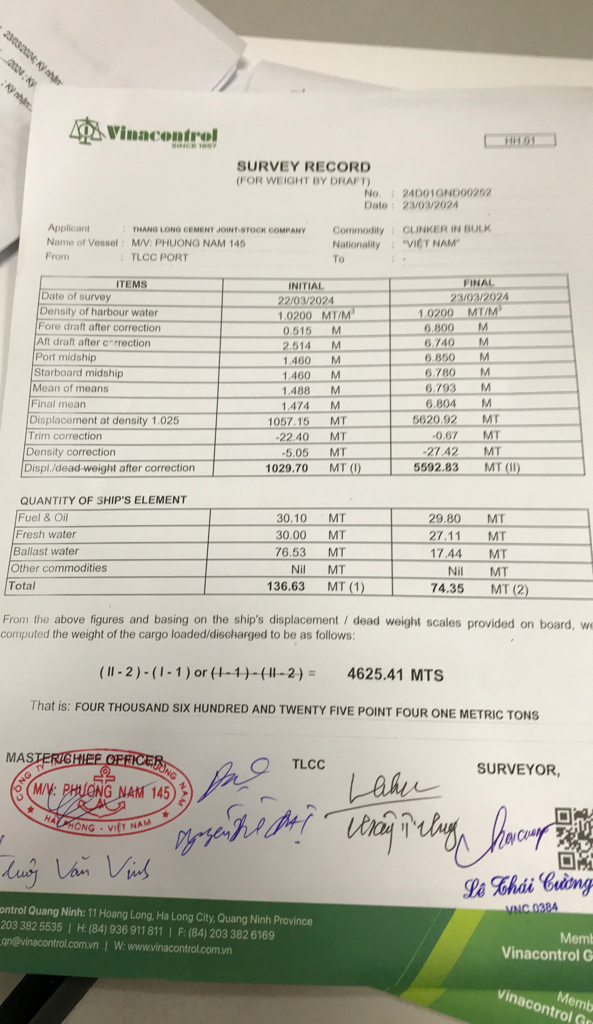 23/03/2024; Ký nhận:
Vinacontrol
SINCE 1957
HH.01
SURVEY RECORD
(FOR WEIGHT BY DRAFT)
No. : 24D01GND00252
Date : 23/03/2024
Applicant : THANG LONG CEMENT JOINT-STOCK COMPANY Commodity : CLINKER IN BULK
Name of Vessel : M/V: PHUONG NAM 145 Nationality : "VIỆT NAM"
From : TLCC PORT To : -
ITEMS INITIAL FINAL
Date of survey 22/03/2024 23/03/2024
Density of harbour water 1.0200 MT/M³ 1.0200 MT/M³
Fore draft after correction 0.515 M 6.800 M
Aft draft after correction 2.514 M 6.740 M
Port midship 1.460 M 6.850 M
Starboard midship 1.460 M 6.780 M
Mean of means 1.488 M 6.793 M
Final mean 1.474 M 6.804 M
Displacement at density 1.025 1057.15 MT 5620.92 MT
Trim correction -22.40 MT -0.67 MT
Density correction -5.05 MT -27.42 MT
Displ./dead-weight after correction 1029.70 MT (I) 5592.83 MT (II)
QUANTITY OF SHIP'S ELEMENT
Fuel & Oil 30.10 MT 29.80 MT
Fresh water 30.00 MT 27.11 MT
Ballast water 76.53 MT 17.44 MT
Other commodities Nil MT Nil MT
Total 136.63 MT (1) 74.35 MT (2)
From the above figures and basing on the ship's displacement / dead weight scales provided on board, we
computed the weight of the cargo loaded/discharged to be as follows:
(II - 2) - (I - 1) or (I - 1) - (II - 2) = 4625.41 MTS
That is: FOUR THOUSAND SIX HUNDRED AND TWENTY FIVE POINT FOUR ONE METRIC TONS
MASTER/CHIEF OFFICER, TLCC SURVEYOR,
M/V: PHƯƠNG NAM 145
HẢI PHÒNG - VIỆT NAM
Văn Vinh
Lê Thái Cường
VNC 0384
ontrol Quang Ninh: 11 Hoang Long, Ha Long City, Quang Ninh Province
203 382 5535 | H: (84) 936 911 811 | F: (84) 203 382 6169
qn@vinacontrol.com.vn | W: www.vinacontrol.com.vn
Memb
Vinacontrol G
Memb
Vinacontrol Gr